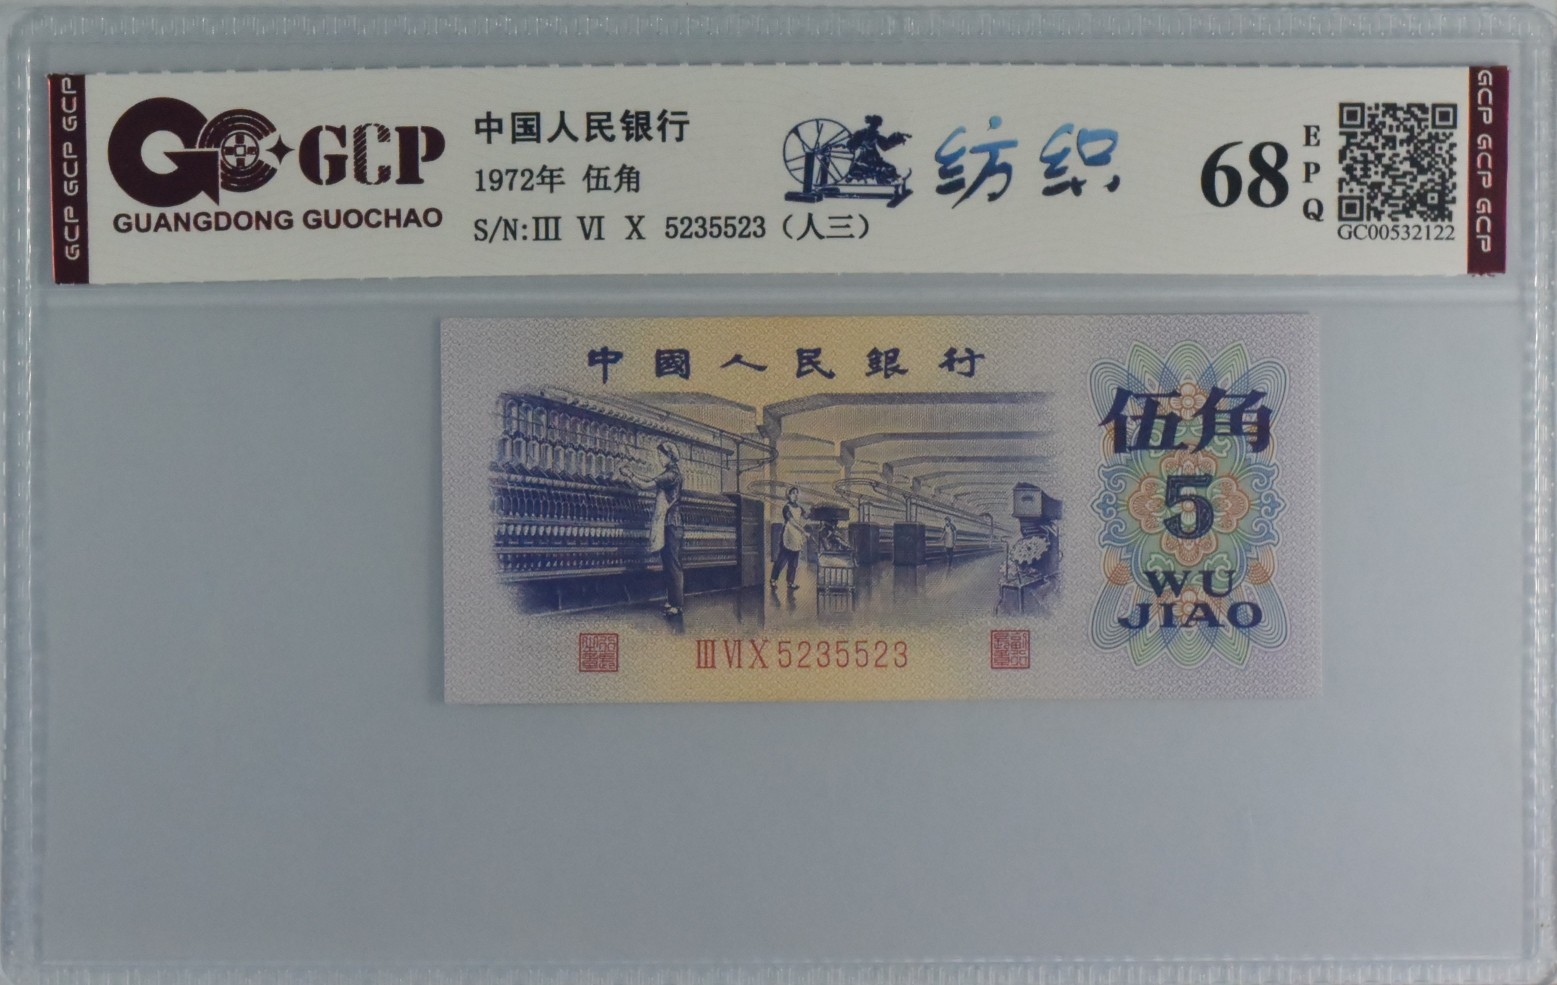 GCP GCP GCP
GCP
GUANGDONG GUOCHAO
中国人民银行
1972年 伍角
S/N:Ⅲ Ⅵ Ⅹ 5235523（人三）
纺织
68
EPQ
GC00532122
GCP GCP GCP
中國人民銀行
伍角
5
WU
JIAO
ⅢⅥⅩ5235523